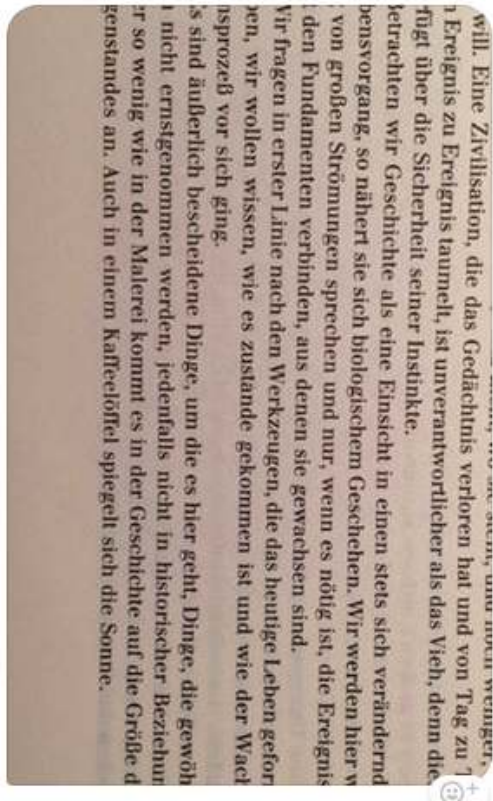 will. Eine Zivilisation, die das Gedächtnis verloren hat und von Tag zu
Ereignis zu Ereignis taumelt, ist unverantwortlicher als das Vieh, denn die
fügt über die Sicherheit seiner Instinkte.
Betrachten wir Geschichte als eine Einsicht in einen stets sich verändernd
bensvorgang, so nähert sie sich biologischem Geschehen. Wir werden hier w
von großen Strömungen sprechen und nur, wenn es nötig ist, die Ereignis
den Fundamenten verbinden, aus denen sie gewachsen sind.
Wir fragen in erster Linie nach den Werkzeugen, die das heutige Leben gefor
en, wir wollen wissen, wie es zustande gekommen ist und wie der Wach
nsprozeß vor sich ging.
Es sind äußerlich bescheidene Dinge, um die es hier geht, Dinge, die gewöh
nicht ernstgenommen werden, jedenfalls nicht in historischer Beziehun
er so wenig wie in der Malerei kommt es in der Geschichte auf die Größe d
genstandes an. Auch in einem Kaffeelöffel spiegelt sich die Sonne.